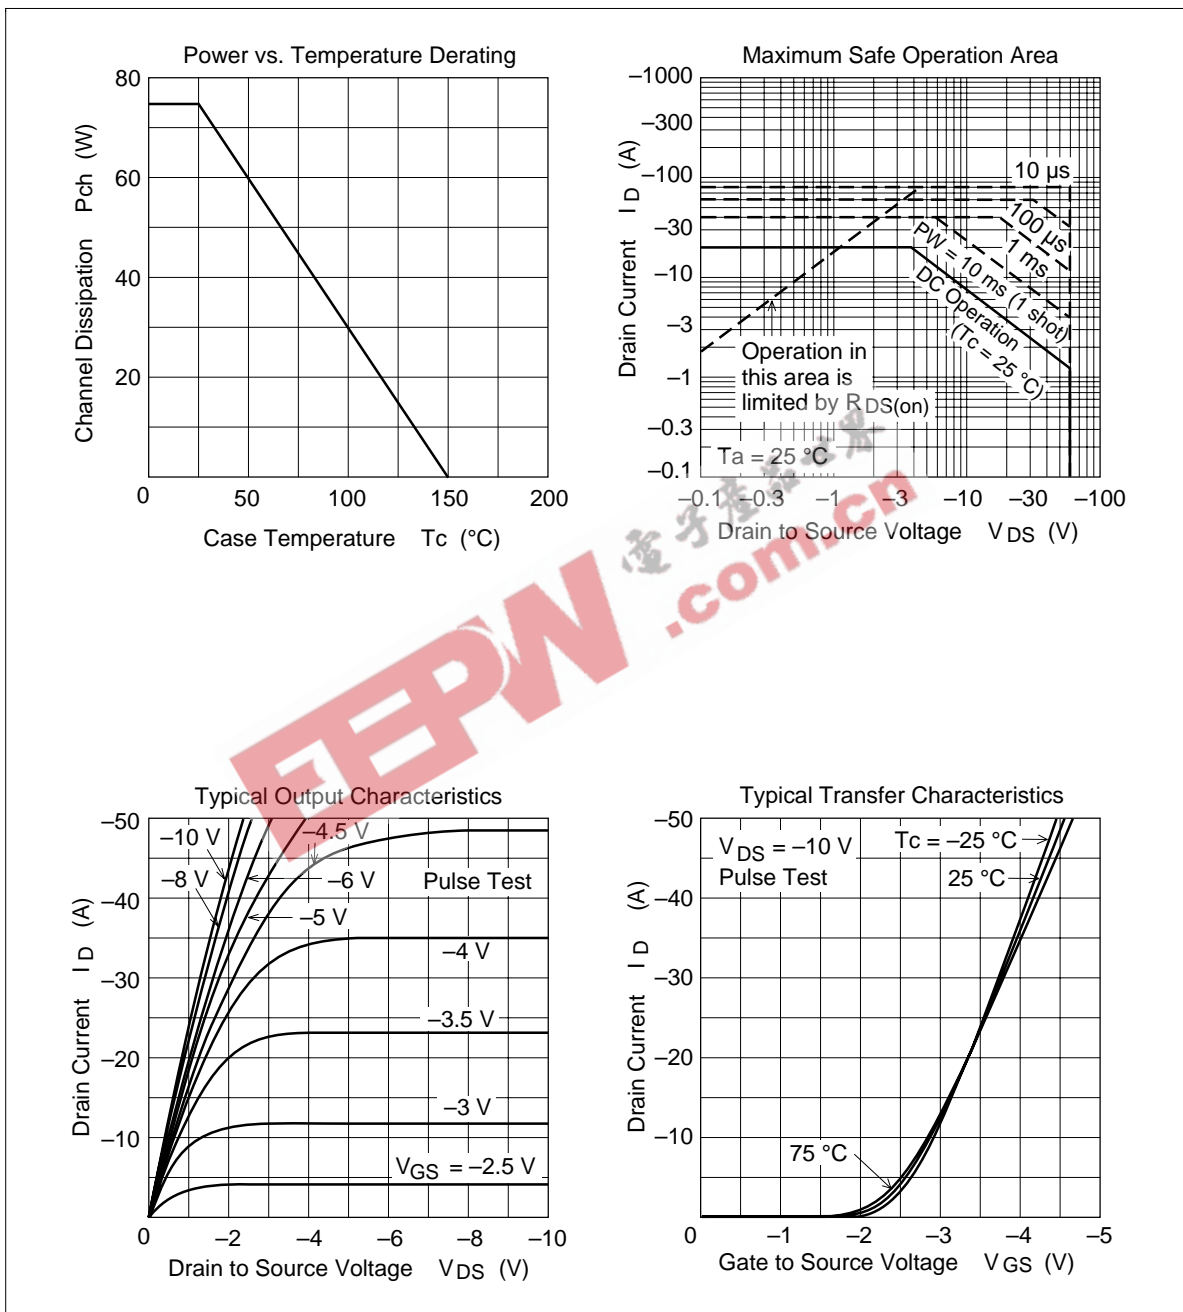 Power vs. Temperature Derating
80
60
40
20
Channel Dissipation Pch (W)
0 50 100 150 200
Case Temperature Tc (°C)
Maximum Safe Operation Area
–1000
–300
–100
–30
–10
–3
–1
–0.3
–0.1
Drain Current I D (A)
10 µs
100 µs
1 ms
PW = 10 ms (1 shot)
DC Operation
(Tc = 25 °C)
Operation in
this area is
limited by R DS(on)
Ta = 25 °C
–0.1 –0.3 –1 –3 –10 –30 –100
Drain to Source Voltage V DS (V)
電子產品世界
EEPW
.com.cn
Typical Output Characteristics
–50
–40
–30
–20
–10
Drain Current I D (A)
–10 V
–8 V
–4.5 V
–6 V
Pulse Test
–5 V
–4 V
–3.5 V
–3 V
VGS = –2.5 V
0 –2 –4 –6 –8 –10
Drain to Source Voltage V DS (V)
Typical Transfer Characteristics
–50
–40
–30
–20
–10
Drain Current I D (A)
V DS = –10 V
Pulse Test
Tc = –25 °C
25 °C
75 °C
0 –1 –2 –3 –4 –5
Gate to Source Voltage V GS (V)